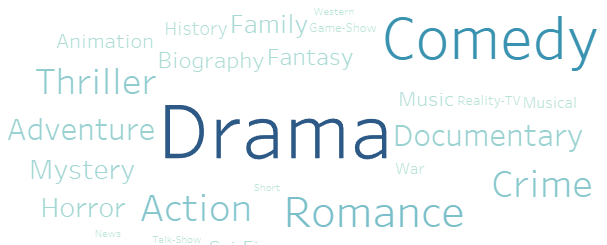 Western
History Family Game-Show Comedy
Animation
Biography Fantasy
Thriller
Music Reality-TV Musical
Adventure Drama Documentary
Mystery War
Crime
Short
Horror Action Romance
News
Talk-Show